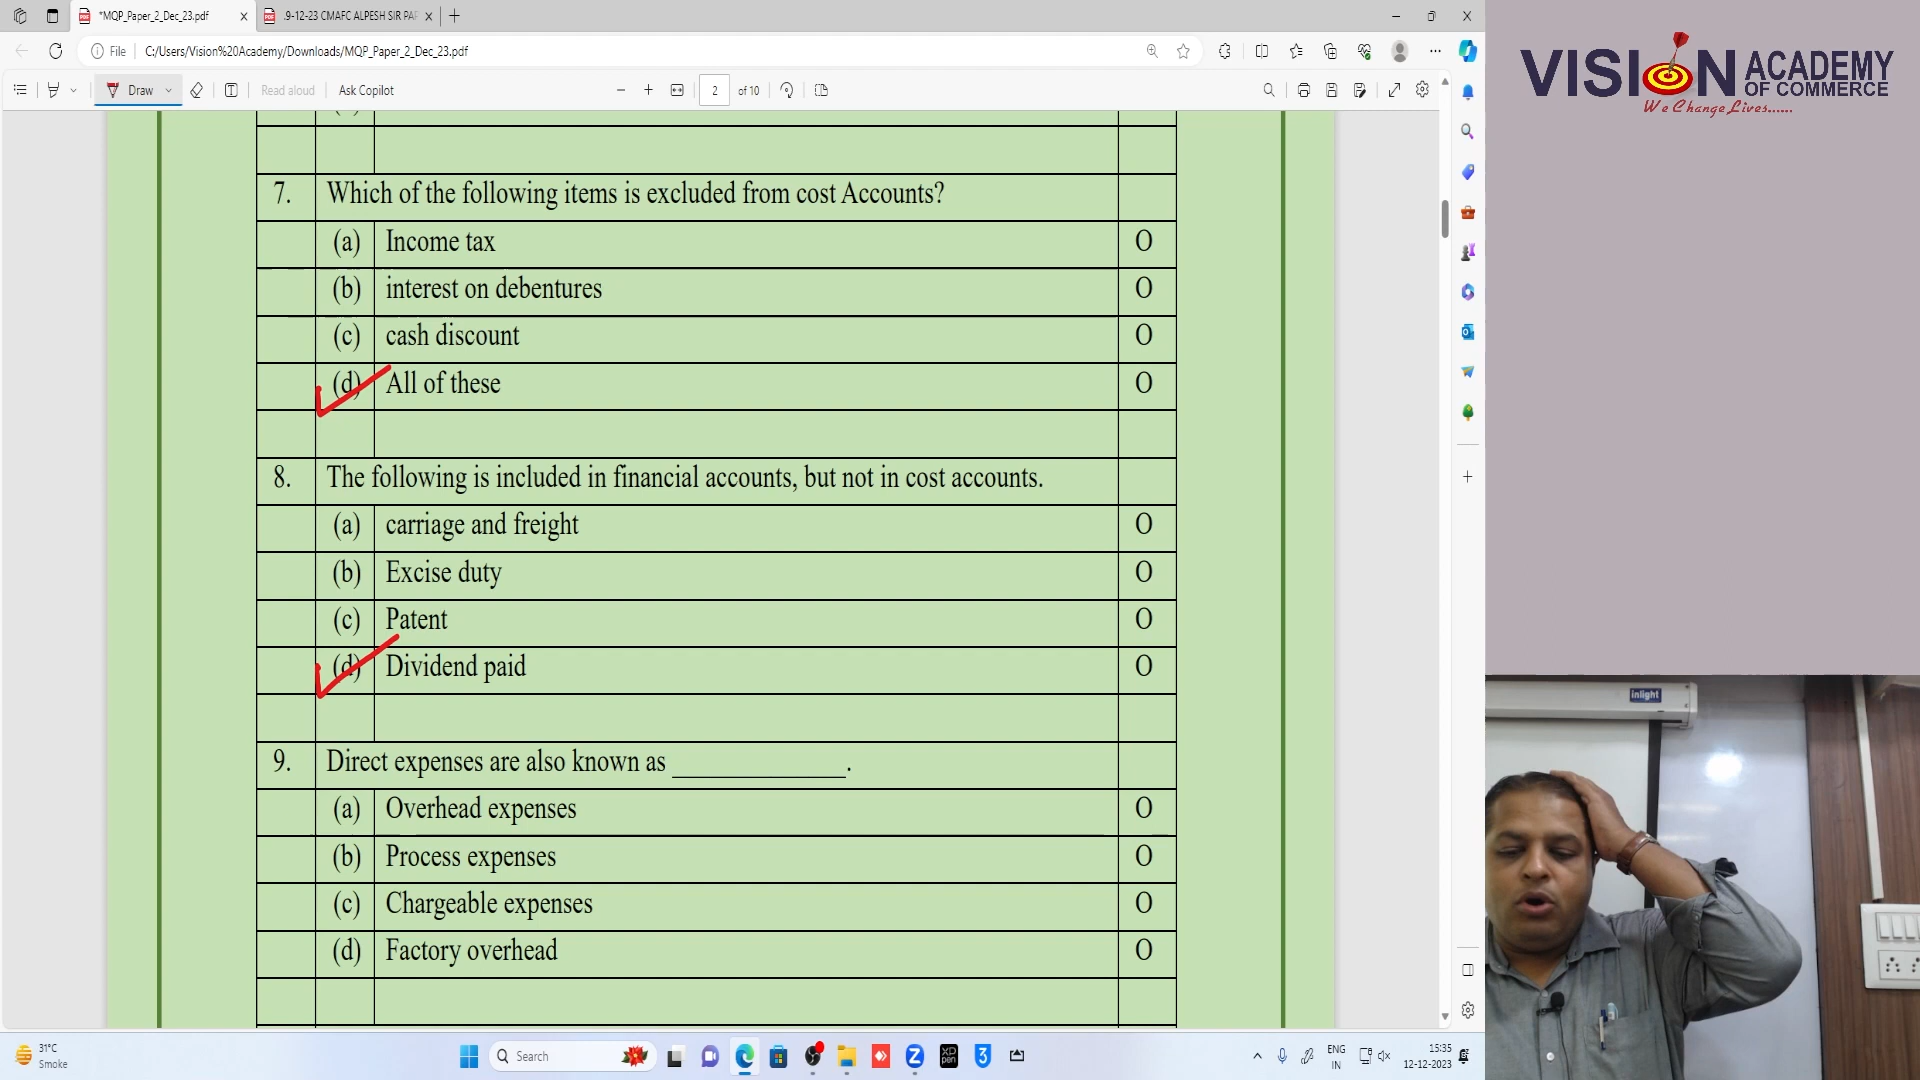 *MQP_Paper_2_Dec_23.pdf
.9-12-23 CMAFC ALPESH SIR PAP
File C:/Users/Vision%20Academy/Downloads/MQP_Paper_2_Dec_23.pdf
Draw Read aloud Ask Copilot 2 of 10
VISION ACADEMY
OF COMMERCE
We Change Lives......
7. Which of the following items is excluded from cost Accounts?
(a) Income tax O
(b) interest on debentures O
(c) cash discount O
(d) All of these O
8. The following is included in financial accounts, but not in cost accounts.
(a) carriage and freight O
(b) Excise duty O
(c) Patent O
(d) Dividend paid O
9. Direct expenses are also known as _____________.
(a) Overhead expenses O
(b) Process expenses O
(c) Chargeable expenses O
(d) Factory overhead O
inlight
31°C
Smoke
Search
ENG
IN
15:35
12-12-2023